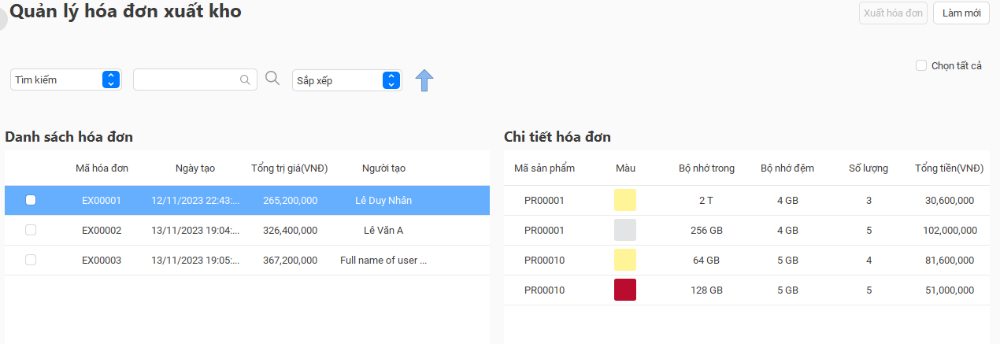 Quản lý hóa đơn xuất kho
Xuất hóa đơn Làm mới
Tìm kiếm Sắp xếp Chọn tất cả
Danh sách hóa đơn
Mã hóa đơn Ngày tạo Tổng trị giá(VNĐ) Người tạo
EX00001 12/11/2023 22:43:... 265,200,000 Lê Duy Nhân
EX00002 13/11/2023 19:04:... 326,400,000 Lê Văn A
EX00003 13/11/2023 19:05:... 367,200,000 Full name of user ...
Chi tiết hóa đơn
Mã sản phẩm Màu Bộ nhớ trong Bộ nhớ đệm Số lượng Tổng tiền(VNĐ)
PR00001 2 T 4 GB 3 30,600,000
PR00001 256 GB 4 GB 5 102,000,000
PR00010 64 GB 5 GB 4 81,600,000
PR00010 128 GB 5 GB 5 51,000,000